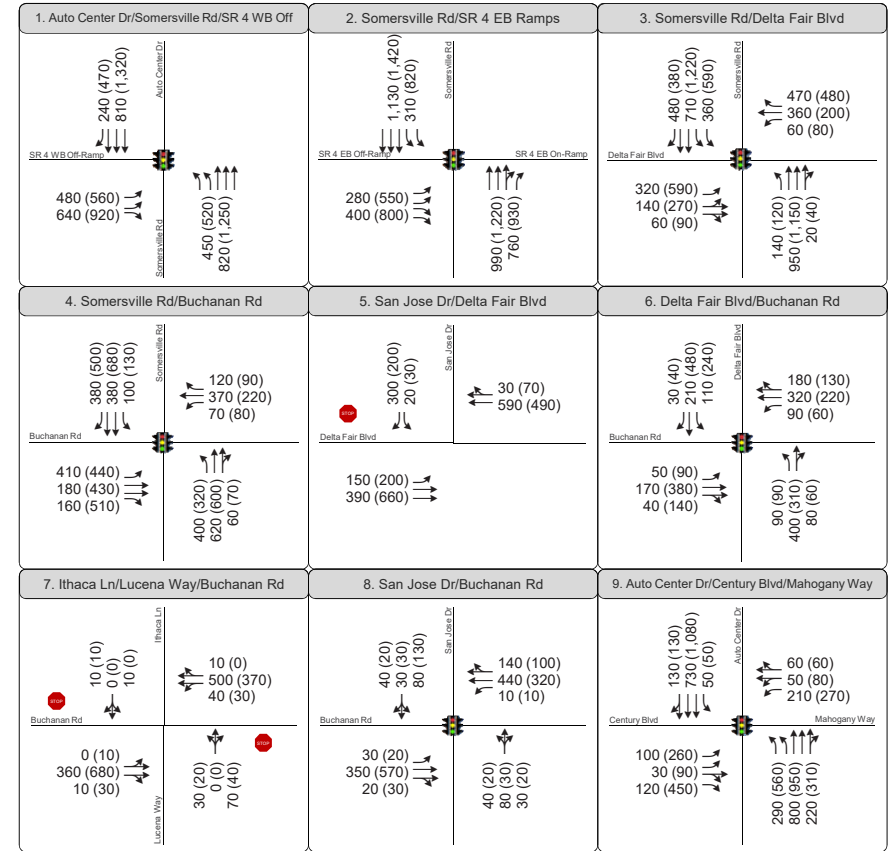 1. Auto Center Dr/Somersville Rd/SR 4 WB Off
240 (470)
810 (1,320)
Auto Center Dr
SR 4 WB Off-Ramp
480 (560)
640 (920)
Somersville Rd
450 (520)
820 (1,250)
2. Somersville Rd/SR 4 EB Ramps
1,130 (1,420)
310 (820)
Somersville Rd
SR 4 EB Off-Ramp
SR 4 EB On-Ramp
280 (550)
400 (800)
990 (1,220)
760 (930)
3. Somersville Rd/Delta Fair Blvd
480 (380)
710 (1,220)
360 (590)
Somersville Rd
470 (480)
360 (200)
60 (80)
Delta Fair Blvd
320 (590)
140 (270)
60 (90)
140 (120)
950 (1,150)
20 (40)
4. Somersville Rd/Buchanan Rd
380 (500)
380 (680)
100 (130)
Somersville Rd
120 (90)
370 (220)
70 (80)
Buchanan Rd
410 (440)
180 (430)
160 (510)
400 (320)
620 (600)
60 (70)
5. San Jose Dr/Delta Fair Blvd
300 (200)
20 (30)
San Jose Dr
30 (70)
590 (490)
STOP
Delta Fair Blvd
150 (200)
390 (660)
6. Delta Fair Blvd/Buchanan Rd
30 (40)
210 (480)
110 (240)
Delta Fair Blvd
180 (130)
320 (220)
90 (60)
Buchanan Rd
50 (90)
170 (380)
40 (140)
90 (90)
400 (310)
80 (60)
7. Ithaca Ln/Lucena Way/Buchanan Rd
10 (10)
0 (0)
10 (0)
Ithaca Ln
10 (0)
500 (370)
40 (30)
STOP
Buchanan Rd
0 (10)
360 (680)
10 (30)
Lucena Way
30 (20)
0 (0)
70 (40)
STOP
8. San Jose Dr/Buchanan Rd
40 (20)
30 (30)
80 (130)
San Jose Dr
140 (100)
440 (320)
10 (10)
Buchanan Rd
30 (20)
350 (570)
20 (30)
40 (20)
80 (30)
30 (20)
9. Auto Center Dr/Century Blvd/Mahogany Way
130 (130)
730 (1,080)
50 (50)
Auto Center Dr
60 (60)
50 (80)
210 (270)
Century Blvd
Mahogany Way
100 (260)
30 (90)
120 (450)
290 (560)
800 (950)
220 (310)